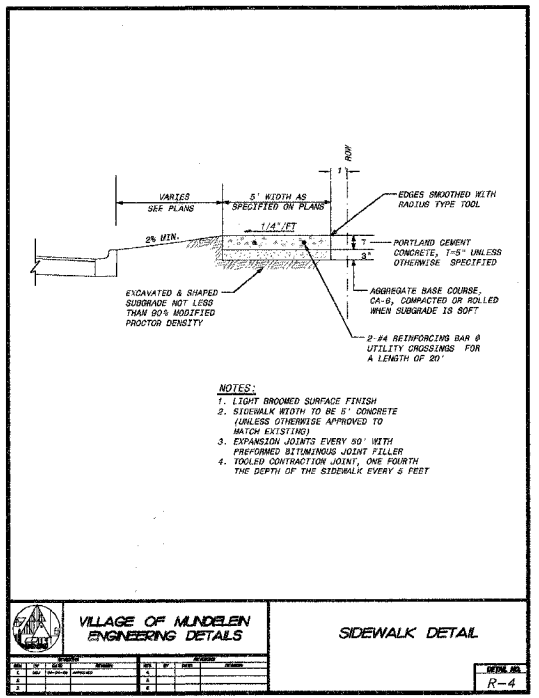 ROW
1'
VARIES
SEE PLANS
5' WIDTH AS
SPECIFIED ON PLANS
1/4"/FT
2% MIN.
EDGES SMOOTHED WITH
RADIUS TYPE TOOL
T
PORTLAND CEMENT
CONCRETE, T=5" UNLESS
OTHERWISE SPECIFIED
3"
AGGREGATE BASE COURSE,
CA-6, COMPACTED OR ROLLED
WHEN SUBGRADE IS SOFT
EXCAVATED & SHAPED
SUBGRADE NOT LESS
THAN 90% MODIFIED
PROCTOR DENSITY
2-#4 REINFORCING BAR @
UTILITY CROSSINGS FOR
A LENGTH OF 20'
NOTES:
1. LIGHT BROOMED SURFACE FINISH
2. SIDEWALK WIDTH TO BE 5' CONCRETE
(UNLESS OTHERWISE APPROVED TO
MATCH EXISTING)
3. EXPANSION JOINTS EVERY 50' WITH
PREFORMED BITUMINOUS JOINT FILLER
4. TOOLED CONTRACTION JOINT, ONE FOURTH
THE DEPTH OF THE SIDEWALK EVERY 5 FEET
VILLAGE OF MUNDELEIN
ENGINEERING DETAILS
SIDEWALK DETAIL
DETAIL NO.
R-4